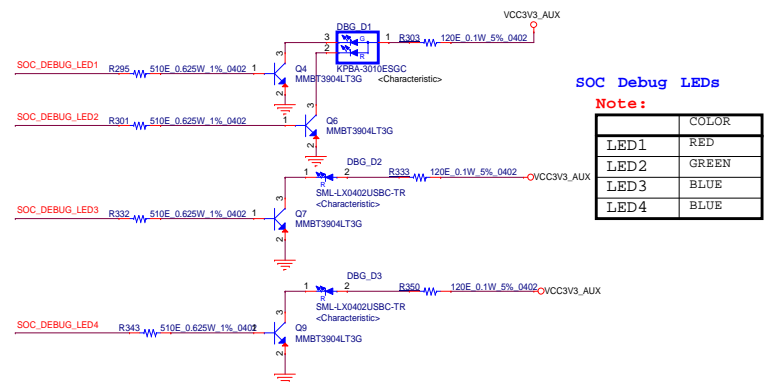 VCC3V3_AUX
DBG_D1
3 G 1 R303 120E_0.1W_5%_0402
2 R
KPBA-3010ESGC
<Characteristic>
SOC_DEBUG_LED1 R295 510E_0.625W_1%_0402 1 3 Q4
MMBT3904LT3G
2
SOC_DEBUG_LED2 R301 510E_0.625W_1%_0402 1 3 Q6
MMBT3904LT3G
2
DBG_D2
1 2 R333 120E_0.1W_5%_0402 VCC3V3_AUX
R
SML-LX0402USBC-TR
<Characteristic>
SOC_DEBUG_LED3 R332 510E_0.625W_1%_0402 1 3 Q7
MMBT3904LT3G
2
DBG_D3
1 2 R350 120E_0.1W_5%_0402 VCC3V3_AUX
R
SML-LX0402USBC-TR
<Characteristic>
SOC_DEBUG_LED4 R343 510E_0.625W_1%_0402 1 3 Q9
MMBT3904LT3G
2
SOC Debug LEDs
Note:
COLOR
LED1 RED
LED2 GREEN
LED3 BLUE
LED4 BLUE